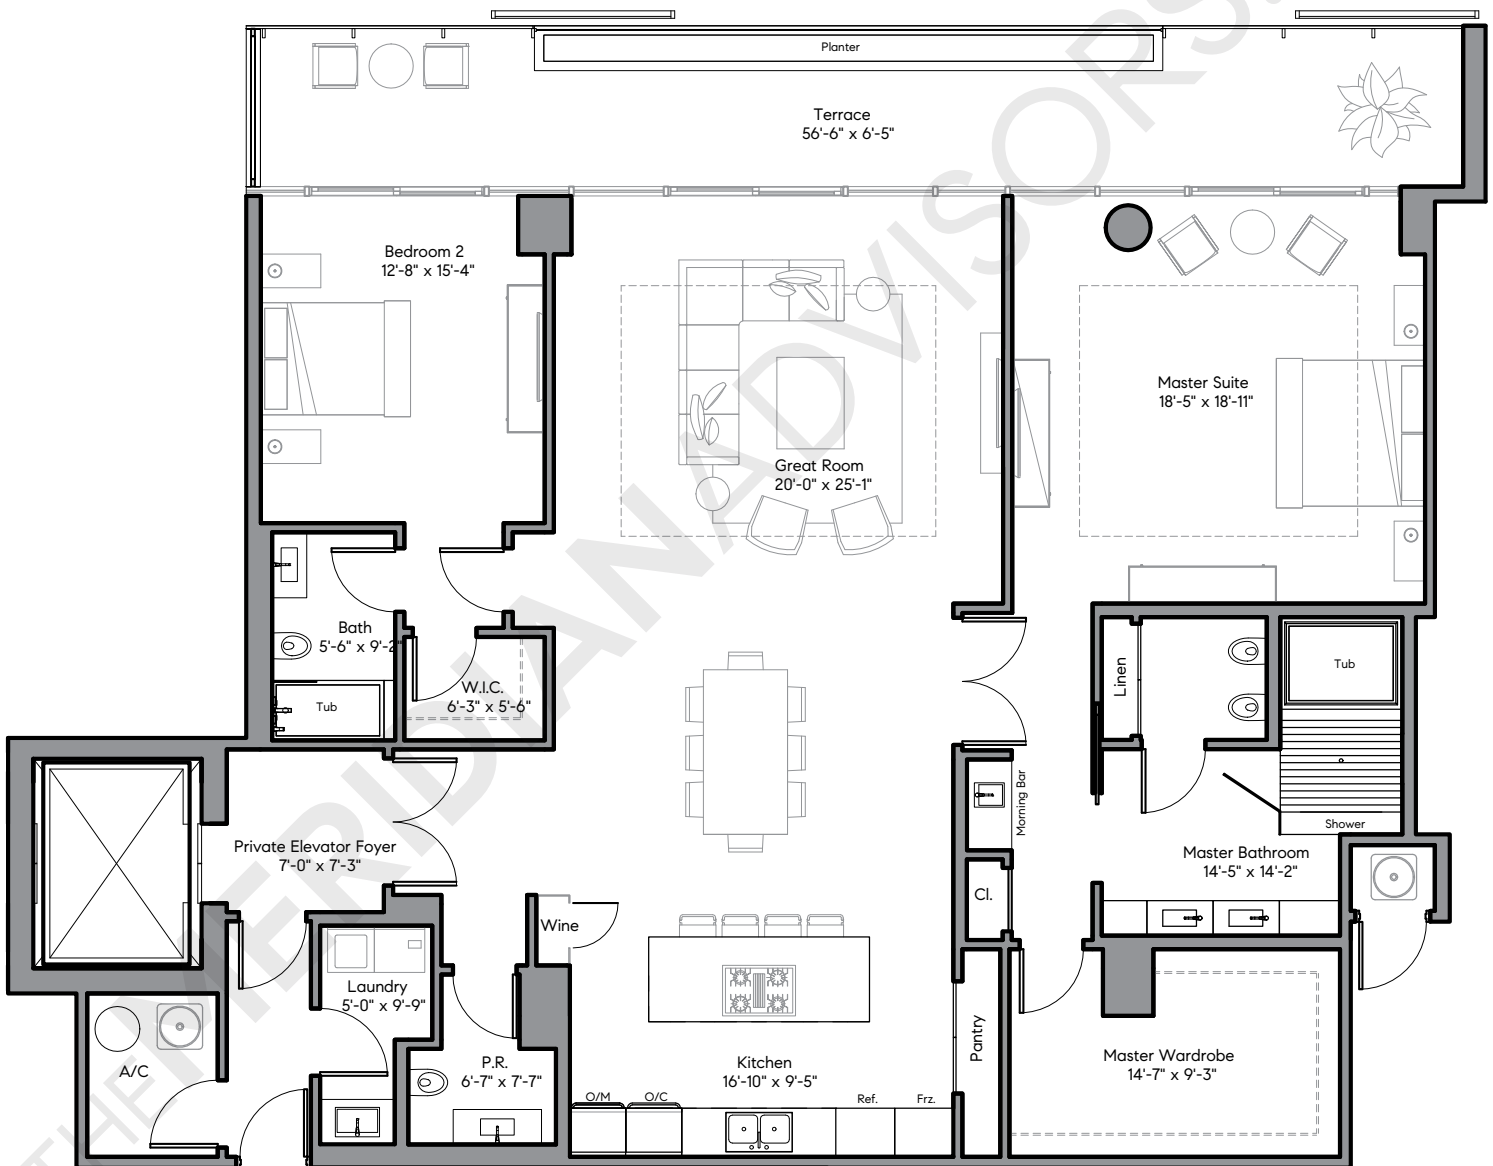 Planter
Terrace
56'-6" x 6'-5"
Bedroom 2
12'-8" x 15'-4"
Master Suite
18'-5" x 18'-11"
Great Room
20'-0" x 25'-1"
Bath
5'-6" x 9'-2"
W.I.C.
6'-3" x 5'-6"
Tub
Linen
Tub
Morning Bar
Shower
Private Elevator Foyer
7'-0" x 7'-3"
Master Bathroom
14'-5" x 14'-2"
Cl.
Wine
Laundry
5'-0" x 9'-9"
Pantry
A/C
P.R.
6'-7" x 7'-7"
Kitchen
16'-10" x 9'-5"
Master Wardrobe
14'-7" x 9'-3"
O/M
O/C
Ref.
Frz.
THEMERIDIANADVISORS.